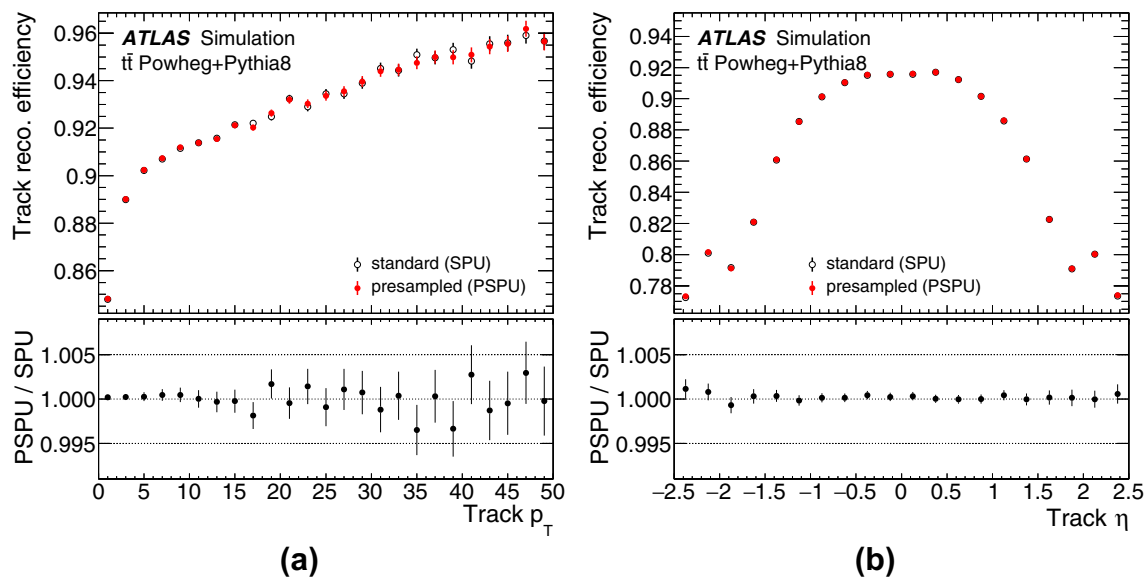 ATLAS Simulation
tt̄ Powheg+Pythia8
Track reco. efficiency
0.96
0.94
0.92
0.9
0.88
0.86
standard (SPU)
presampled (PSPU)
PSPU / SPU
1.005
1.000
0.995
0 5 10 15 20 25 30 35 40 45 50
Track p_T
(a)
ATLAS Simulation
tt̄ Powheg+Pythia8
Track reco. efficiency
0.94
0.92
0.9
0.88
0.86
0.84
0.82
0.8
0.78
standard (SPU)
presampled (PSPU)
PSPU / SPU
1.005
1.000
0.995
−2.5 −2 −1.5 −1 −0.5 0 0.5 1 1.5 2 2.5
Track η
(b)